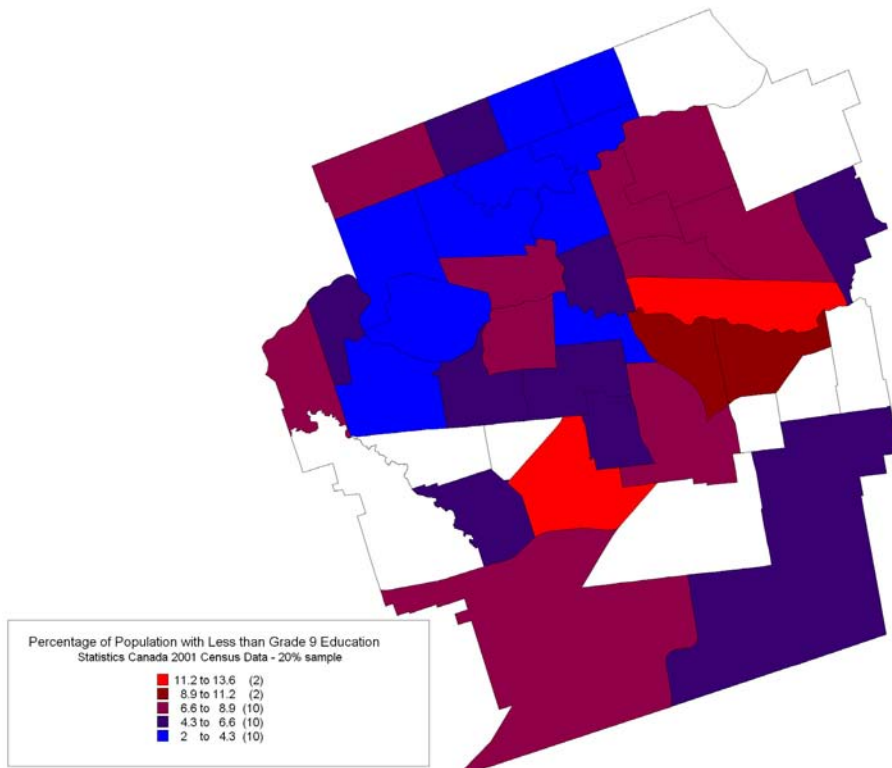 Percentage of Population with Less than Grade 9 Education
Statistics Canada 2001 Census Data - 20% sample
11.2 to 13.6 (2)
8.9 to 11.2 (2)
6.6 to 8.9 (10)
4.3 to 6.6 (10)
2 to 4.3 (10)